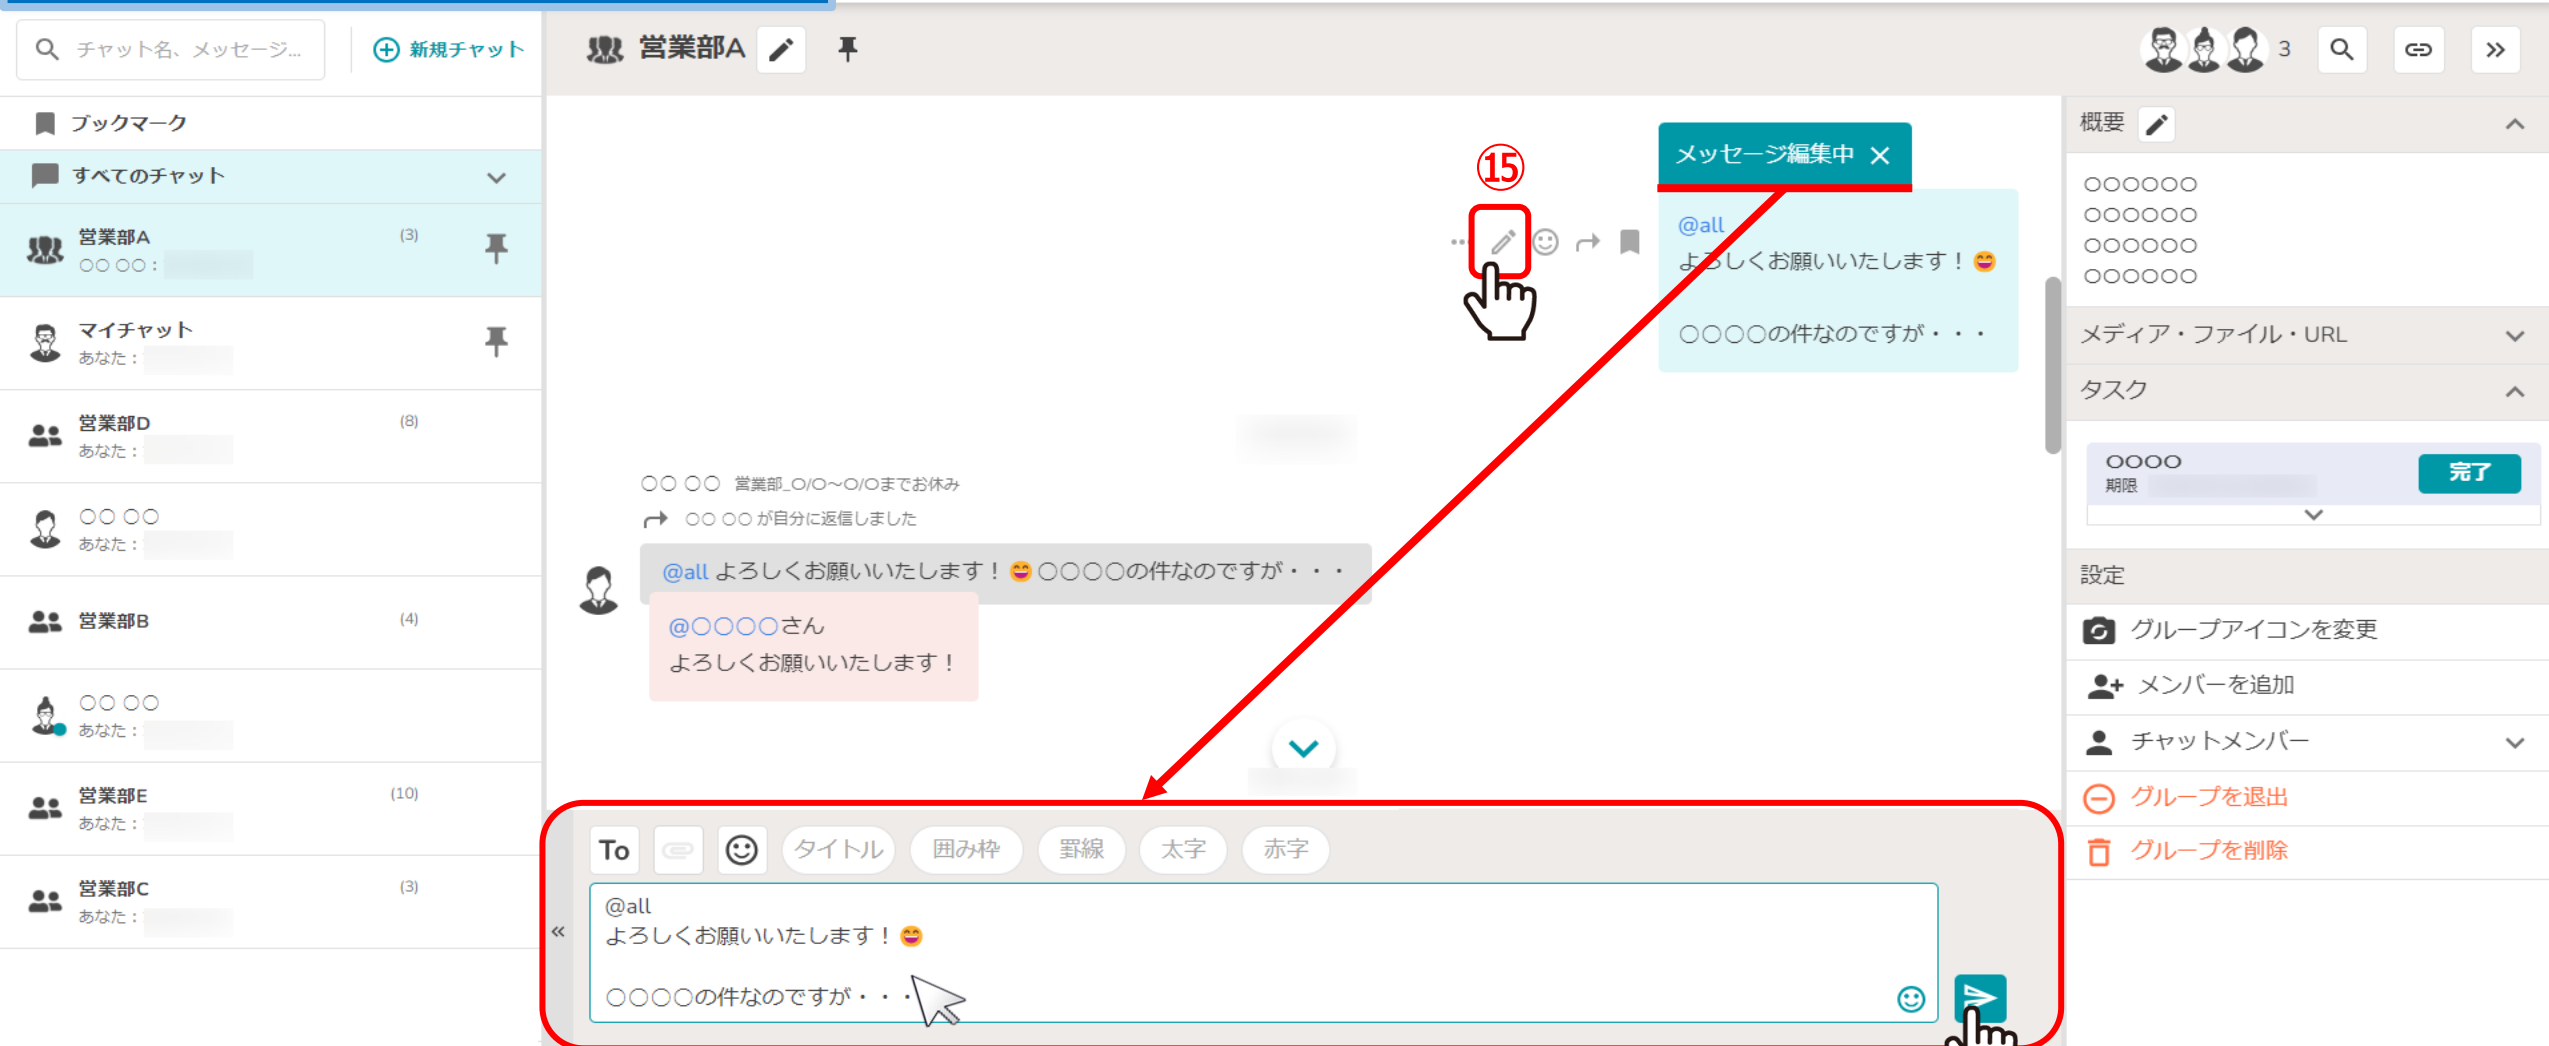 チャット名、メッセージ...
新規チャット
ブックマーク
すべてのチャット
営業部A
(3)
○○ ○○：
マイチャット
あなた：
営業部D
(8)
あなた：
○○ ○○
あなた：
営業部B
(4)
○○ ○○
あなた：
営業部E
(10)
あなた：
営業部C
(3)
あなた：
営業部A
3
⑮
メッセージ編集中 ×
@all
よろしくお願いいたします！😄
○○○○の件なのですが・・・
○○ ○○ 営業部_○/○～○/○までお休み
○○ ○○ が自分に返信しました
@all よろしくお願いいたします！😄○○○○の件なのですが・・・
@○○○○さん
よろしくお願いいたします！
To
タイトル
囲み枠
罫線
太字
赤字
@all
よろしくお願いいたします！😄
○○○○の件なのですが・・・
概要
○○○○○○
○○○○○○
○○○○○○
○○○○○○
メディア・ファイル・URL
タスク
○○○○
期限
完了
設定
グループアイコンを変更
メンバーを追加
チャットメンバー
グループを退出
グループを削除